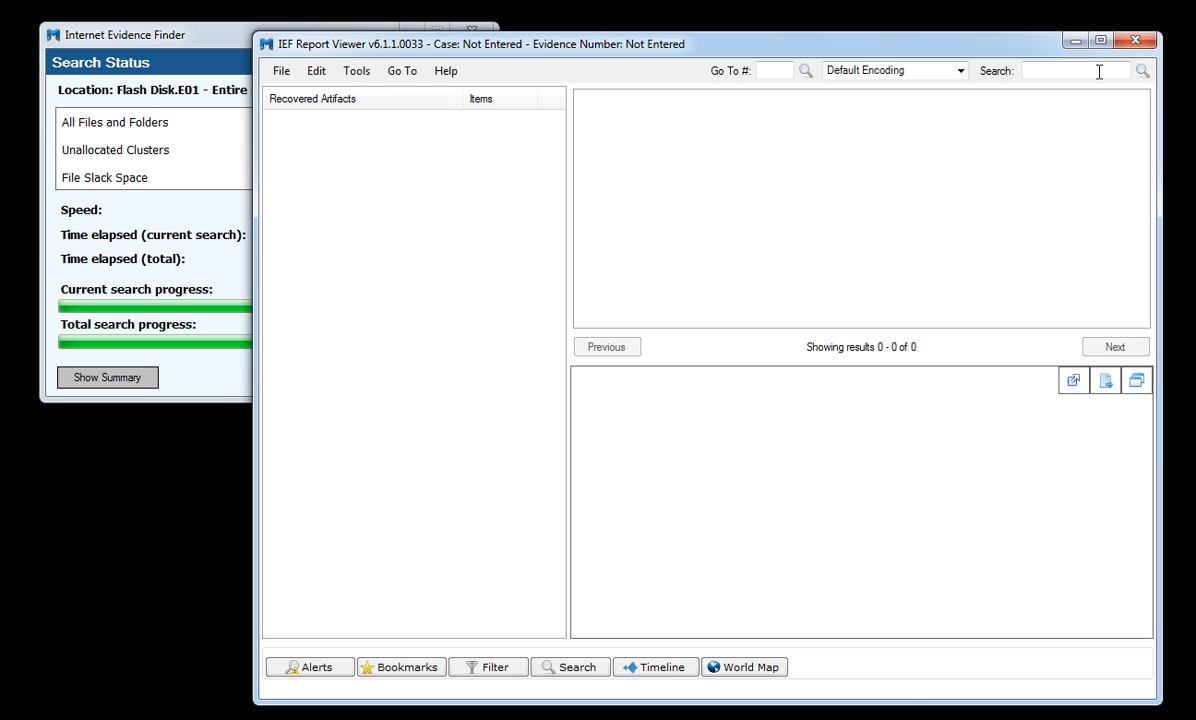 Internet Evidence Finder
Search Status
Location: Flash Disk.E01 - Entire
All Files and Folders
Unallocated Clusters
File Slack Space
Speed:
Time elapsed (current search):
Time elapsed (total):
Current search progress:
Total search progress:
Show Summary
IEF Report Viewer v6.1.1.0033 - Case: Not Entered - Evidence Number: Not Entered
File Edit Tools Go To Help Go To #: Default Encoding Search:
Recovered Artifacts Items
Previous Showing results 0 - 0 of 0 Next
Alerts Bookmarks Filter Search Timeline World Map